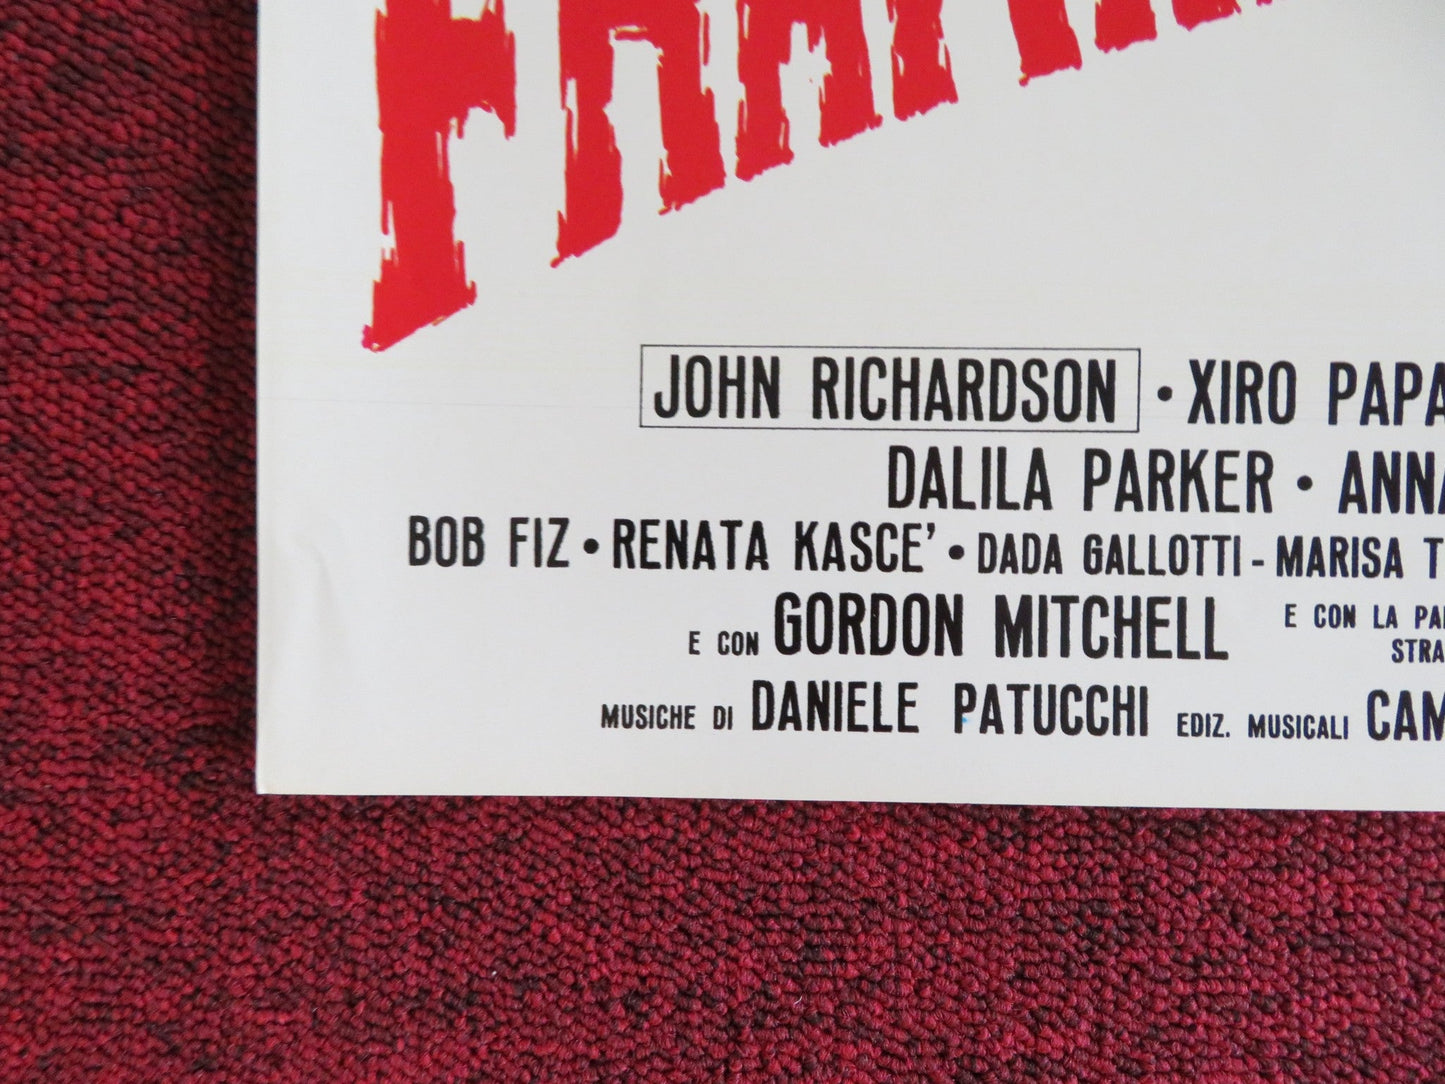 JOHN RICHARDSON • XIRO PAPA
DALILA PARKER • ANNA
BOB FIZ • RENATA KASCE' • DADA GALLOTTI - MARISA T
E CON GORDON MITCHELL E CON LA PA
STRA
MUSICHE DI DANIELE PATUCCHI EDIZ. MUSICALI CAM